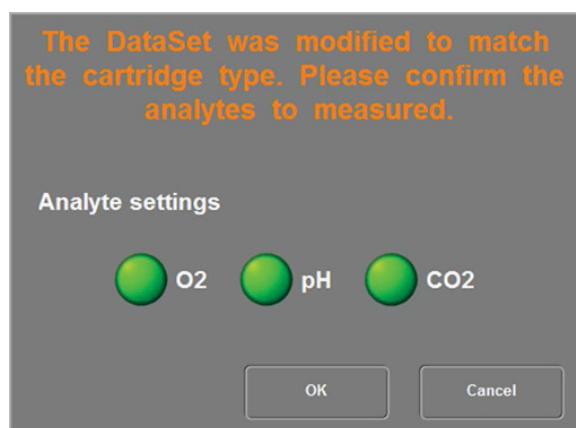 The DataSet was modified to match
the cartridge type. Please confirm the
analytes to measured.
Analyte settings
O2 pH CO2
OK Cancel